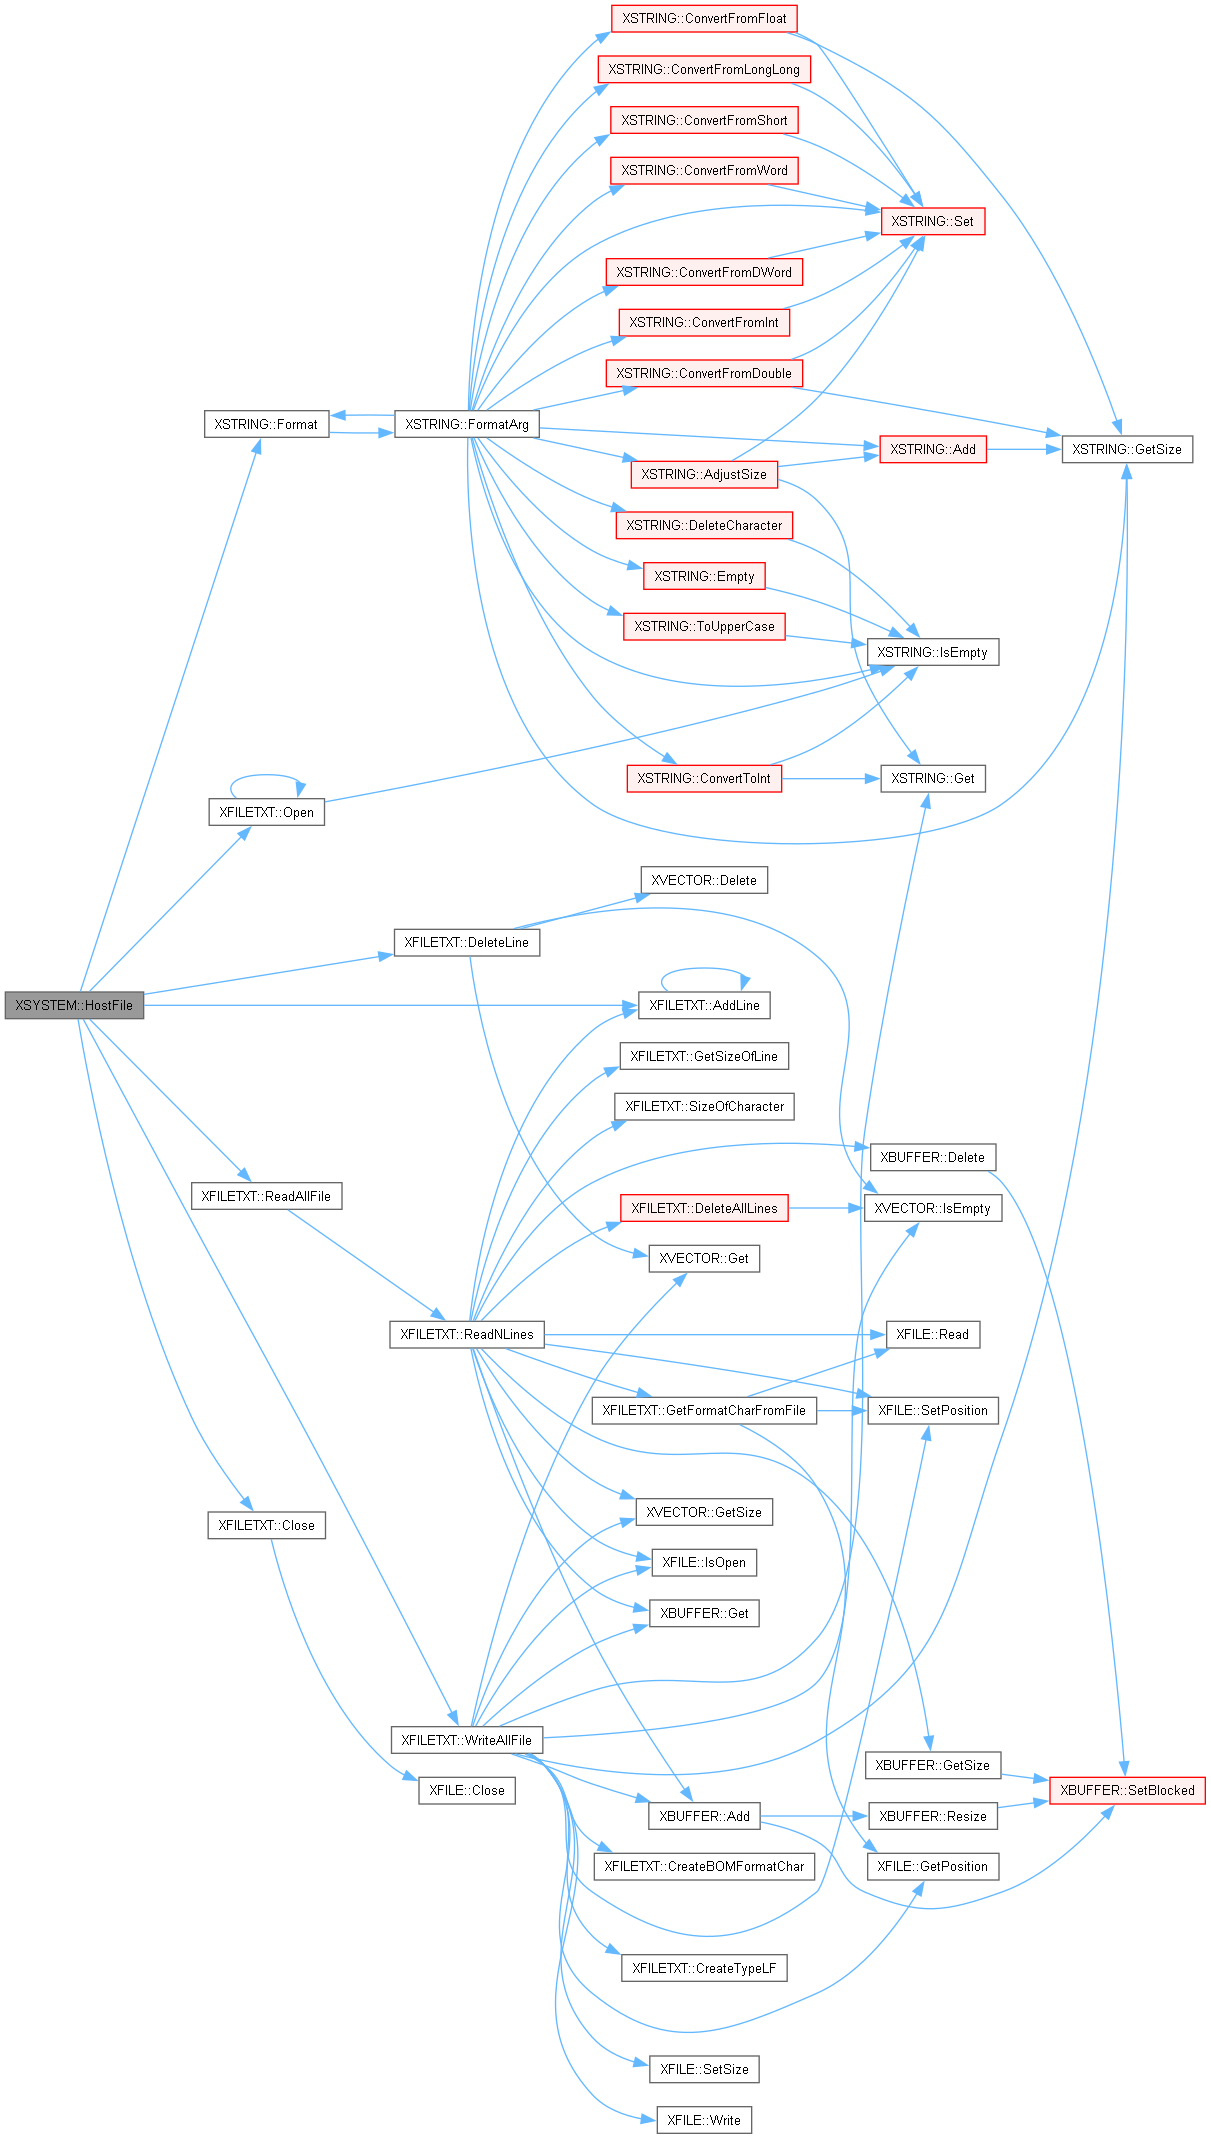 XSTRING::ConvertFromFloat
XSTRING::ConvertFromLongLong
XSTRING::ConvertFromShort
XSTRING::ConvertFromWord
XSTRING::Set
XSTRING::ConvertFromDWord
XSTRING::ConvertFromInt
XSTRING::ConvertFromDouble
XSTRING::Format
XSTRING::FormatArg
XSTRING::Add
XSTRING::GetSize
XSTRING::AdjustSize
XSTRING::DeleteCharacter
XSTRING::Empty
XSTRING::ToUpperCase
XSTRING::IsEmpty
XSTRING::ConvertToInt
XSTRING::Get
XFILETXT::Open
XVECTOR::Delete
XFILETXT::DeleteLine
XSYSTEM::HostFile
XFILETXT::AddLine
XFILETXT::GetSizeOfLine
XFILETXT::SizeOfCharacter
XBUFFER::Delete
XFILETXT::ReadAllFile
XFILETXT::DeleteAllLines
XVECTOR::IsEmpty
XVECTOR::Get
XFILETXT::ReadNLines
XFILE::Read
XFILETXT::GetFormatCharFromFile
XFILE::SetPosition
XVECTOR::GetSize
XFILETXT::Close
XFILE::IsOpen
XBUFFER::Get
XFILETXT::WriteAllFile
XBUFFER::GetSize
XFILE::Close
XBUFFER::SetBlocked
XBUFFER::Add
XBUFFER::Resize
XFILETXT::CreateBOMFormatChar
XFILE::GetPosition
XFILETXT::CreateTypeLF
XFILE::SetSize
XFILE::Write